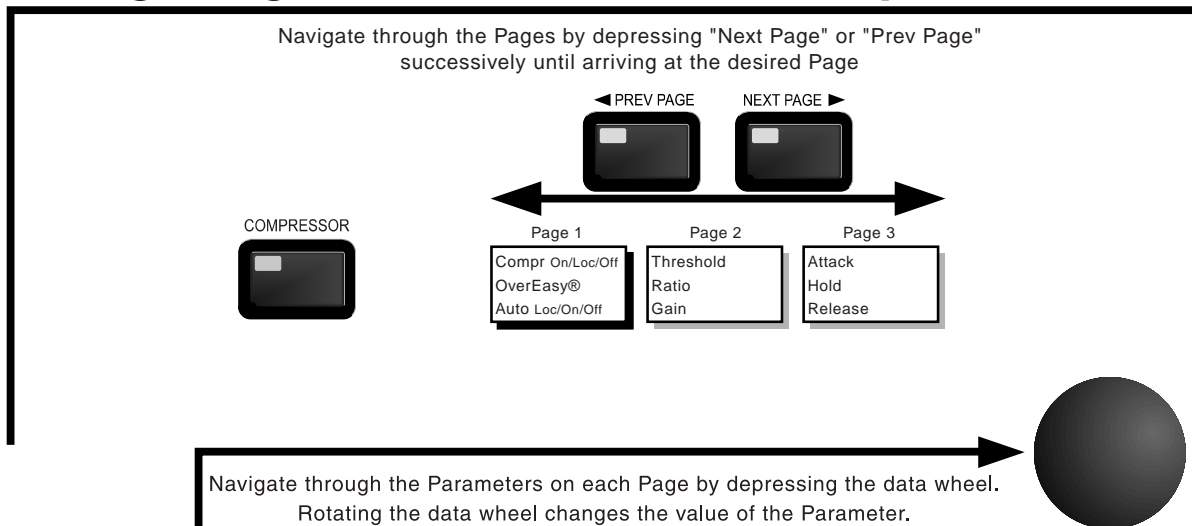 Navigate through the Pages by depressing "Next Page" or "Prev Page"
successively until arriving at the desired Page
◄ PREV PAGE NEXT PAGE ►
COMPRESSOR
Page 1 Page 2 Page 3
Compr On/Loc/Off Threshold Attack
OverEasy® Ratio Hold
Auto Loc/On/Off Gain Release
Navigate through the Parameters on each Page by depressing the data wheel.
Rotating the data wheel changes the value of the Parameter.